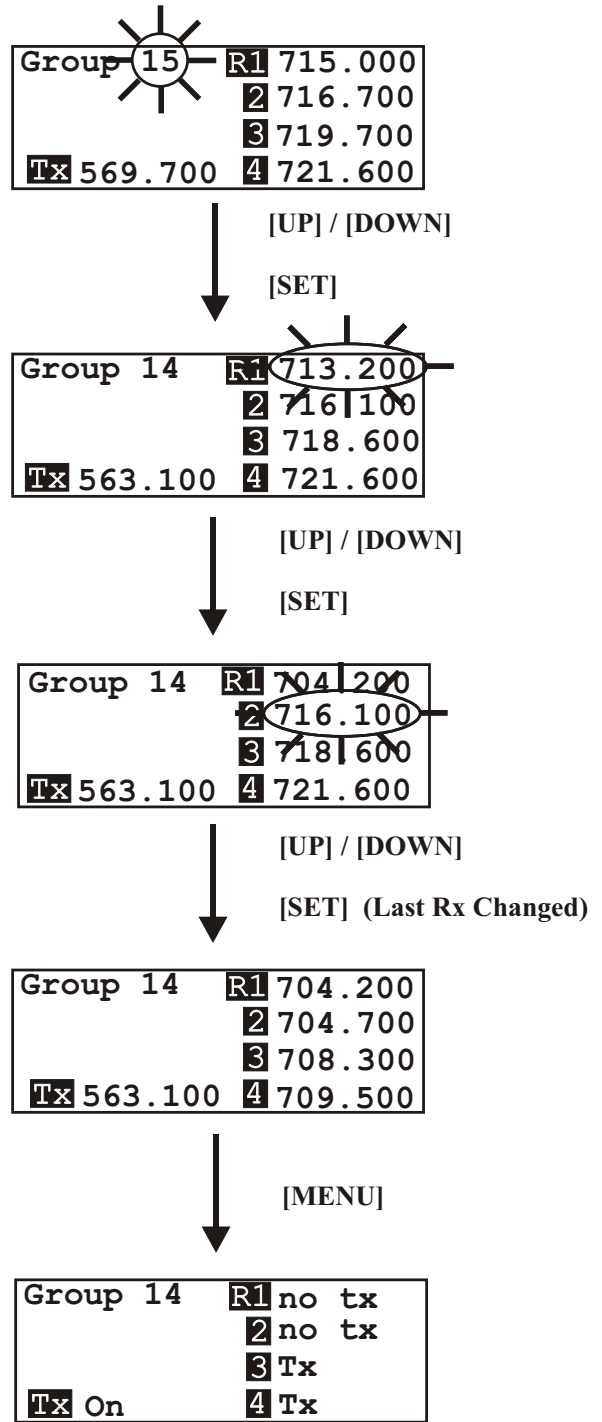 Group 15 R1 715.000
2 716.700
3 719.700
Tx 569.700 4 721.600
[UP] / [DOWN]
[SET]
Group 14 R1 713.200
2 716.100
3 718.600
Tx 563.100 4 721.600
[UP] / [DOWN]
[SET]
Group 14 R1 704.200
2 716.100
3 718.600
Tx 563.100 4 721.600
[UP] / [DOWN]
[SET] (Last Rx Changed)
Group 14 R1 704.200
2 704.700
3 708.300
Tx 563.100 4 709.500
[MENU]
Group 14 R1 no tx
2 no tx
3 Tx
Tx On 4 Tx